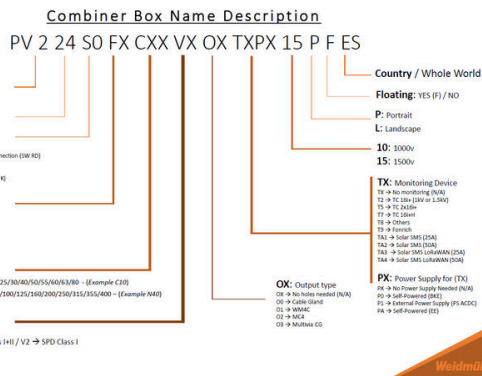 Combiner Box Name Description
PV 2 24 S0 FX CXX VX OX TXPX 15 P F ES
Country / Whole World
Floating: YES (F) / NO
P: Portrait
L: Landscape
10: 1000v
15: 1500v
nection (SW RD)
TX: Monitoring Device
TX → No monitoring (N/A)
T2 → TC 16I+ (1kV or 1.5kV)
T5 → TC 2x16I+
T7 → TC 16I+H
T8 → Others
T9 → Fonrich
TA1 → Solar SMS (25A)
TA2 → Solar SMS (50A)
TA3 → Solar SMS LoRaWAN (25A)
TA4 → Solar SMS LoRaWAN (50A)
PX: Power Supply for (TX)
PX → No Power Supply Needed (N/A)
P0 → Self-Powered (BKE)
P1 → External Power Supply (PS ACDC)
PA → Self-Powered (EE)
25/30/40/50/55/60/63/80 - (Example C10)
/100/125/160/200/250/315/355/400 – (Example N40)
OX: Output type
OX → No holes needed (N/A)
O0 → Cable Gland
O1 → WM4C
O2 → MC4
O3 → Multivia CG
I+II / V2 → SPD Class I
Weidmü